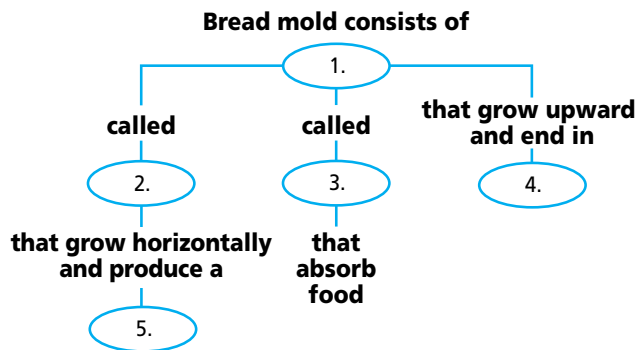 Bread mold consists of
1.
called
called
that grow upward
and end in
2.
3.
4.
that grow horizontally
and produce a
that
absorb
food
5.